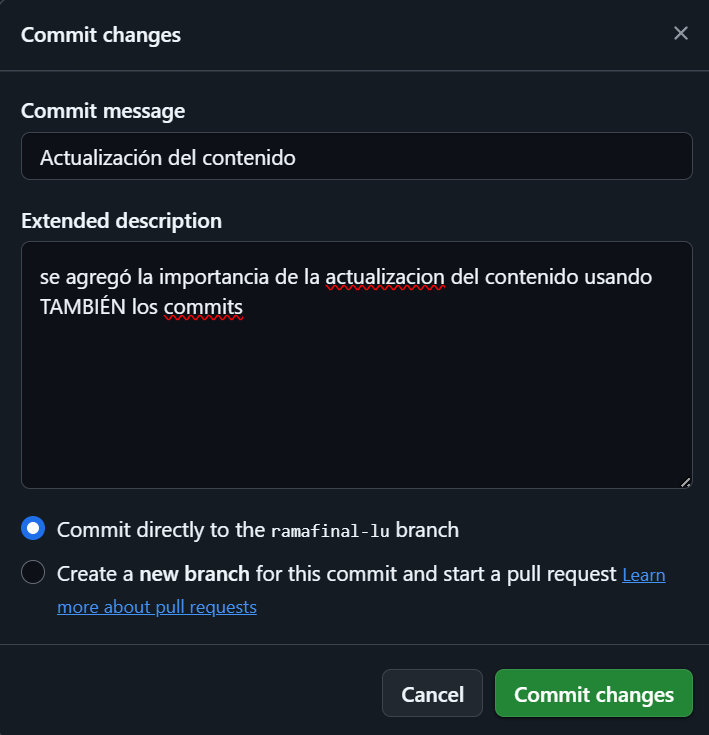 Commit changes
Commit message
Actualización del contenido
Extended description
se agregó la importancia de la actualizacion del contenido usando
TAMBIÉN los commits
Commit directly to the ramafinal-lu branch
Create a new branch for this commit and start a pull request Learn
more about pull requests
Cancel Commit changes